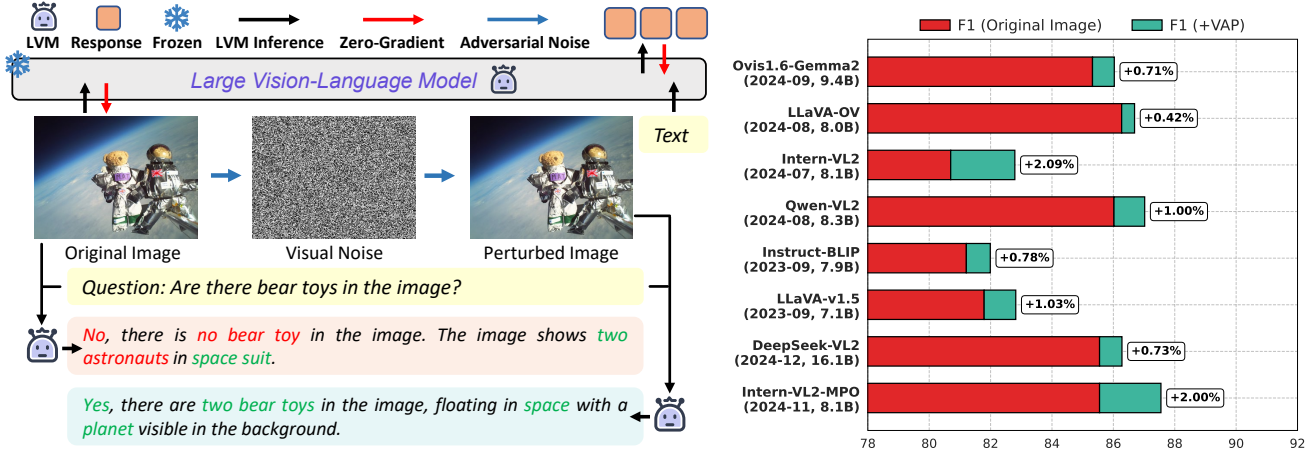 LVM Response Frozen LVM Inference Zero-Gradient Adversarial Noise
Large Vision-Language Model
Text
Original Image Visual Noise Perturbed Image
Question: Are there bear toys in the image?
No, there is no bear toy in the image. The image shows two
astronauts in space suit.
Yes, there are two bear toys in the image, floating in space with a
planet visible in the background.
F1 (Original Image) F1 (+VAP)
Ovis1.6-Gemma2
(2024-09, 9.4B)
+0.71%
LLaVA-OV
(2024-08, 8.0B)
+0.42%
Intern-VL2
(2024-07, 8.1B)
+2.09%
Qwen-VL2
(2024-08, 8.3B)
+1.00%
Instruct-BLIP
(2023-09, 7.9B)
+0.78%
LLaVA-v1.5
(2023-09, 7.1B)
+1.03%
DeepSeek-VL2
(2024-12, 16.1B)
+0.73%
Intern-VL2-MPO
(2024-11, 8.1B)
+2.00%
78 80 82 84 86 88 90 92